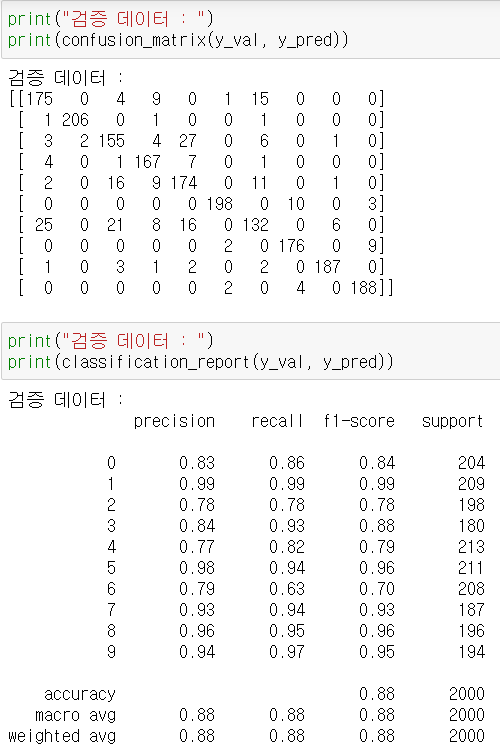 print("검증 데이터 : ")
print(confusion_matrix(y_val, y_pred))
검증 데이터 :
[[175   0   4   9   0   1  15   0   0   0]
 [  1 206   0   1   0   0   1   0   0   0]
 [  3   2 155   4  27   0   6   0   1   0]
 [  4   0   1 167   7   0   1   0   0   0]
 [  2   0  16   9 174   0  11   0   1   0]
 [  0   0   0   0   0 198   0  10   0   3]
 [ 25   0  21   8  16   0 132   0   6   0]
 [  0   0   0   0   0   2   0 176   0   9]
 [  1   0   3   1   2   0   2   0 187   0]
 [  0   0   0   0   0   2   0   4   0 188]]
print("검증 데이터 : ")
print(classification_report(y_val, y_pred))
검증 데이터 :
precision recall f1-score support
0 0.83 0.86 0.84 204
1 0.99 0.99 0.99 209
2 0.78 0.78 0.78 198
3 0.84 0.93 0.88 180
4 0.77 0.82 0.79 213
5 0.98 0.94 0.96 211
6 0.79 0.63 0.70 208
7 0.93 0.94 0.93 187
8 0.96 0.95 0.96 196
9 0.94 0.97 0.95 194
accuracy 0.88 2000
macro avg 0.88 0.88 0.88 2000
weighted avg 0.88 0.88 0.88 2000